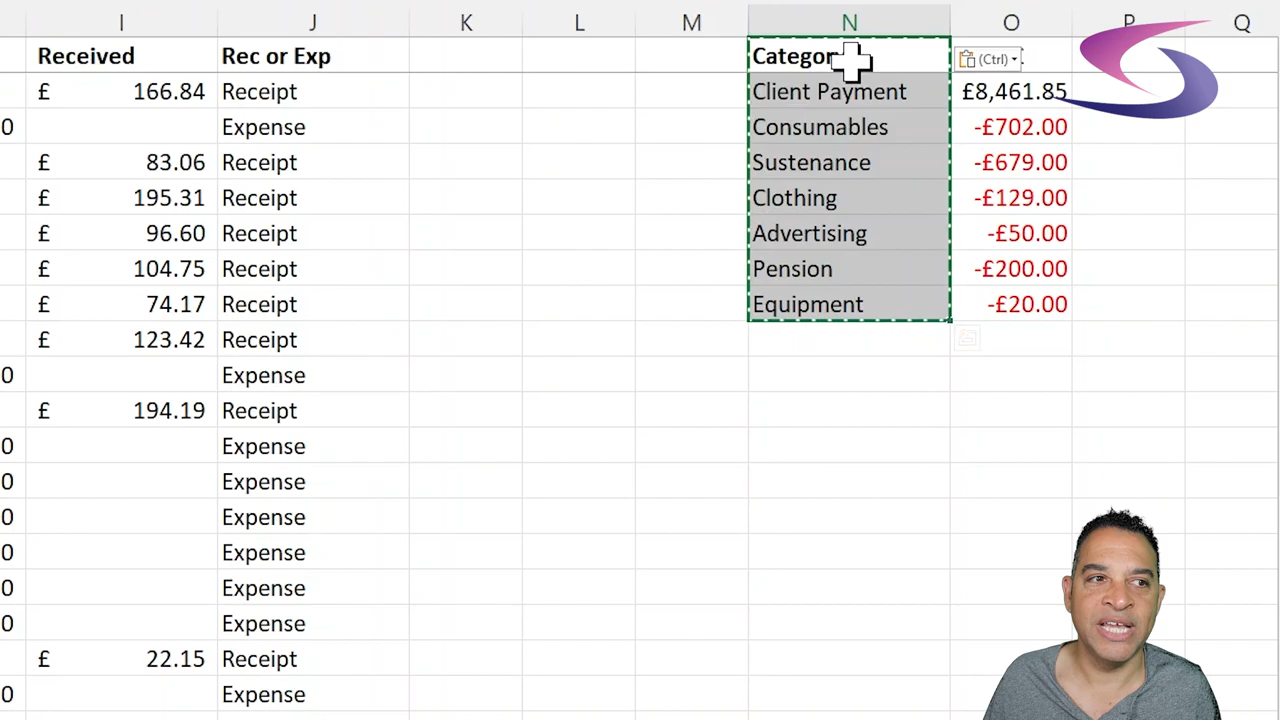 I J K L M N O P Q
Received Rec or Exp Categor (Ctrl)
£ 166.84 Receipt Client Payment £8,461.85
0 Expense Consumables -£702.00
£ 83.06 Receipt Sustenance -£679.00
£ 195.31 Receipt Clothing -£129.00
£ 96.60 Receipt Advertising -£50.00
£ 104.75 Receipt Pension -£200.00
£ 74.17 Receipt Equipment -£20.00
£ 123.42 Receipt
0 Expense
£ 194.19 Receipt
0 Expense
0 Expense
0 Expense
0 Expense
0 Expense
0 Expense
£ 22.15 Receipt
0 Expense